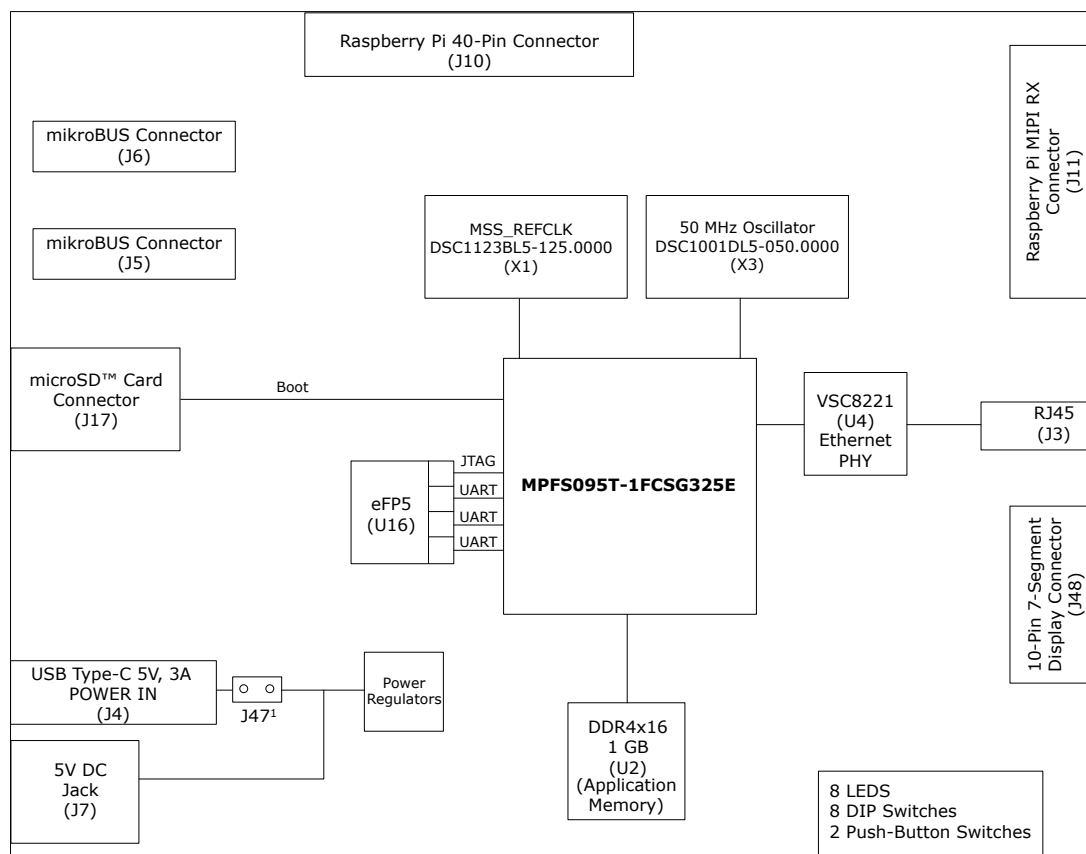 Raspberry Pi 40-Pin Connector
(J10)
mikroBUS Connector
(J6)
mikroBUS Connector
(J5)
MSS_REFCLK
DSC1123BL5-125.0000
(X1)
50 MHz Oscillator
DSC1001DL5-050.0000
(X3)
Raspberry Pi MIPI RX
Connector
(J11)
microSD™ Card
Connector
(J17)
Boot
eFP5
(U16)
JTAG
UART
UART
UART
MPFS095T-1FCSG325E
VSC8221
(U4)
Ethernet
PHY
RJ45
(J3)
10-Pin 7-Segment
Display Connector
(J48)
USB Type-C 5V, 3A
POWER IN
(J4)
J47¹
Power
Regulators
5V DC
Jack
(J7)
DDR4x16
1 GB
(U2)
(Application
Memory)
8 LEDS
8 DIP Switches
2 Push-Button Switches